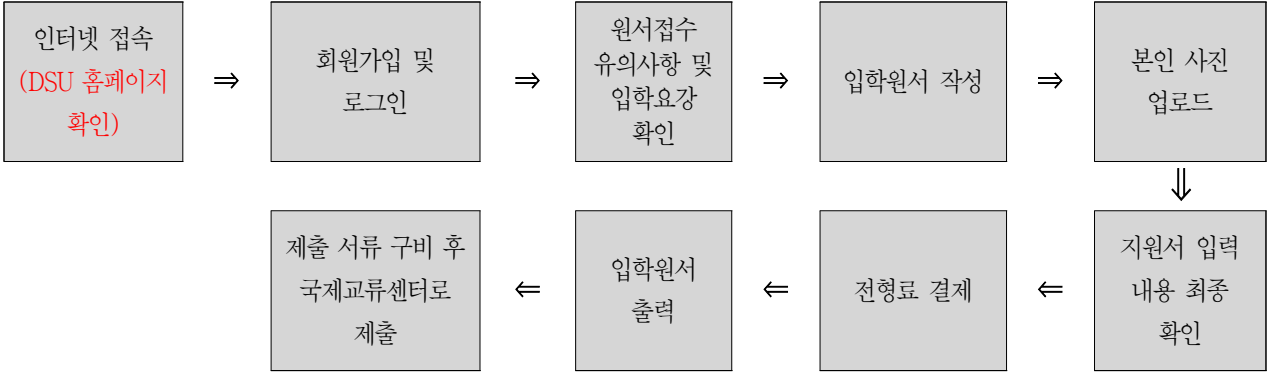 인터넷 접속
(DSU 홈페이지
확인)
⇒
회원가입 및
로그인
⇒
원서접수
유의사항 및
입학요강
확인
⇒
입학원서 작성
⇒
본인 사진
업로드
⇓
지원서 입력
내용 최종
확인
⇐
전형료 결제
⇐
입학원서
출력
⇐
제출 서류 구비 후
국제교류센터로
제출